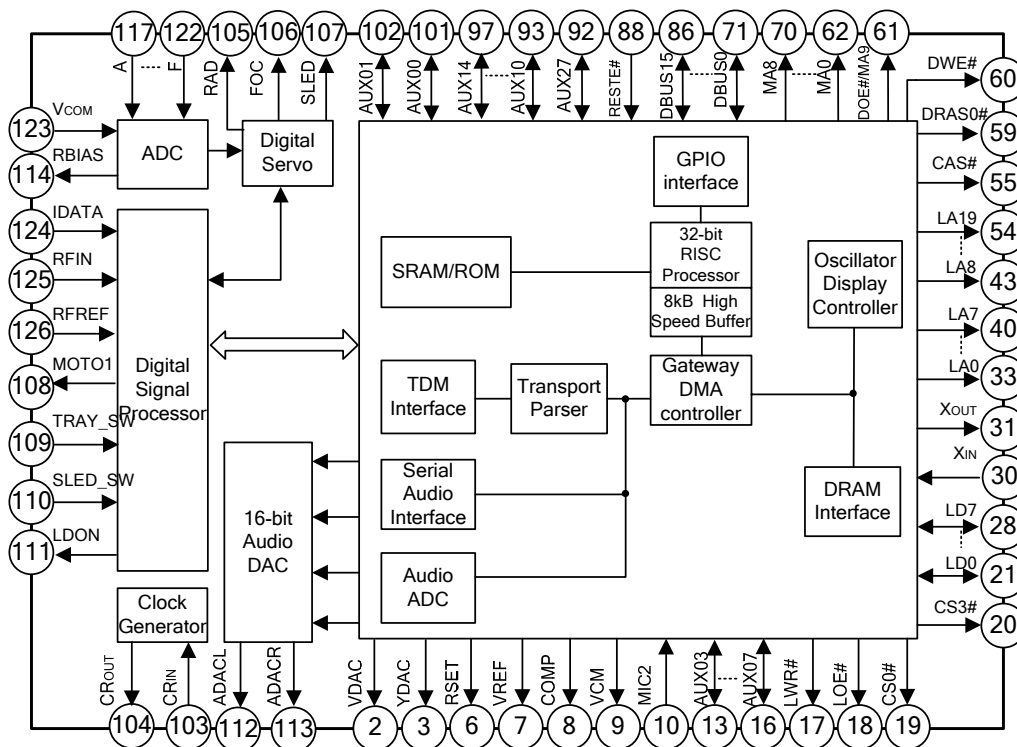 117 122 105 106 107 102 101 97 93 92 88 86 71 70 62 61
A F RAD FOC SLED AUX01 AUX00 AUX14 AUX10 AUX27 RESTE# DBUS15 DBUS0 MA8 MA0 DOE#/MA9
123 VCOM
114 RBIAS
124 IDATA
125 RFIN
126 RFREF
108 MOTO1
109 TRAY_SW
110 SLED_SW
111 LDON
ADC
Digital
Servo
Digital
Signal
Processor
Clock
Generator
16-bit
Audio
DAC
GPIO
interface
32-bit
RISC
Processor
8kB High
Speed Buffer
SRAM/ROM
Oscillator
Display
Controller
TDM
Interface
Transport
Parser
Gateway
DMA
controller
Serial
Audio
Interface
DRAM
Interface
Audio
ADC
DWE# 60
DRAS0# 59
CAS# 55
LA19 54
LA8 43
LA7 40
LA0 33
XOUT 31
XIN 30
LD7 28
LD0 21
CS3# 20
CROUT CRIN ADACL ADACR VDAC YDAC RSET VREF COMP VCM MIC2 AUX03 AUX07 LWR# LOE# CS0#
104 103 112 113 2 3 6 7 8 9 10 13 16 17 18 19